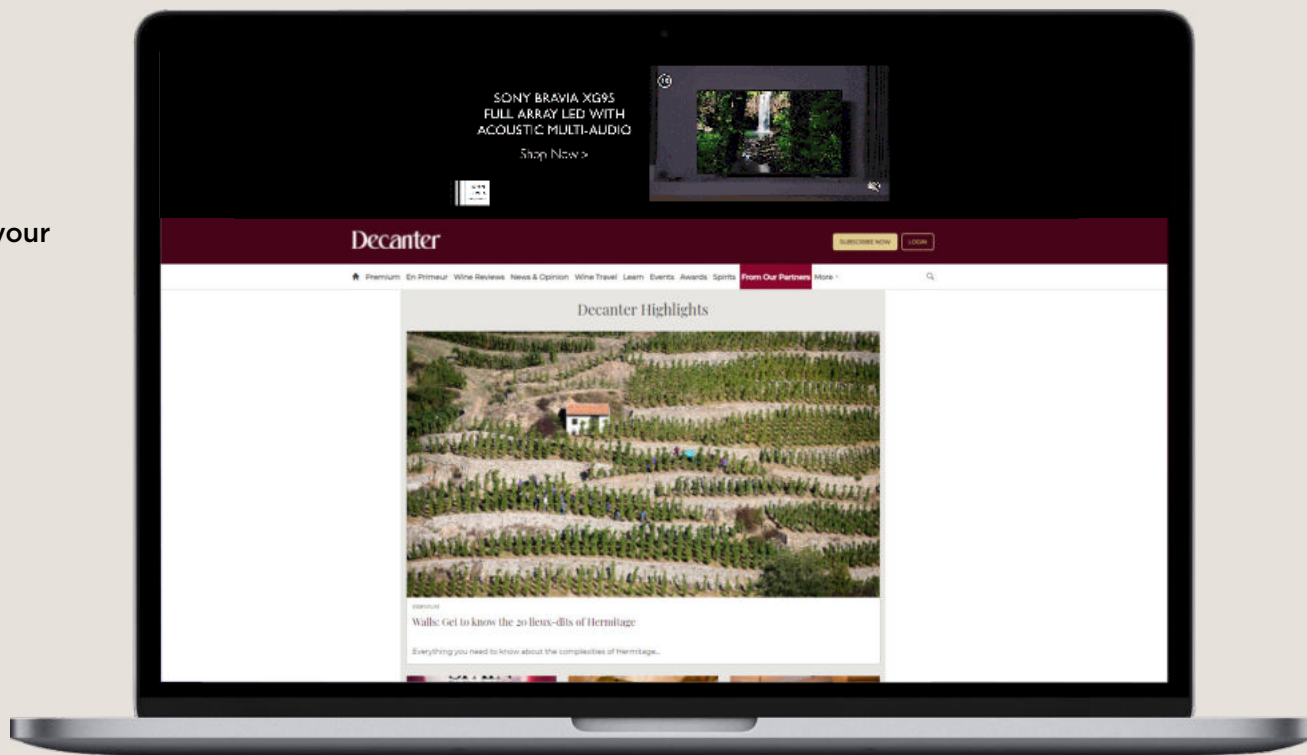 your
SONY BRAVIA XG95
FULL ARRAY LED WITH
ACOUSTIC MULTI-AUDIO
Shop Now >
Decanter
SUBSCRIBE NOW
LOGIN
Premium En Primeur Wine Reviews News & Opinion Wine Travel Learn Events Awards Spirits From Our Partners More
Decanter Highlights
PREMIUM
Walls: Get to know the 20 lieux-dits of Hermitage
Everything you need to know about the complexities of Hermitage...